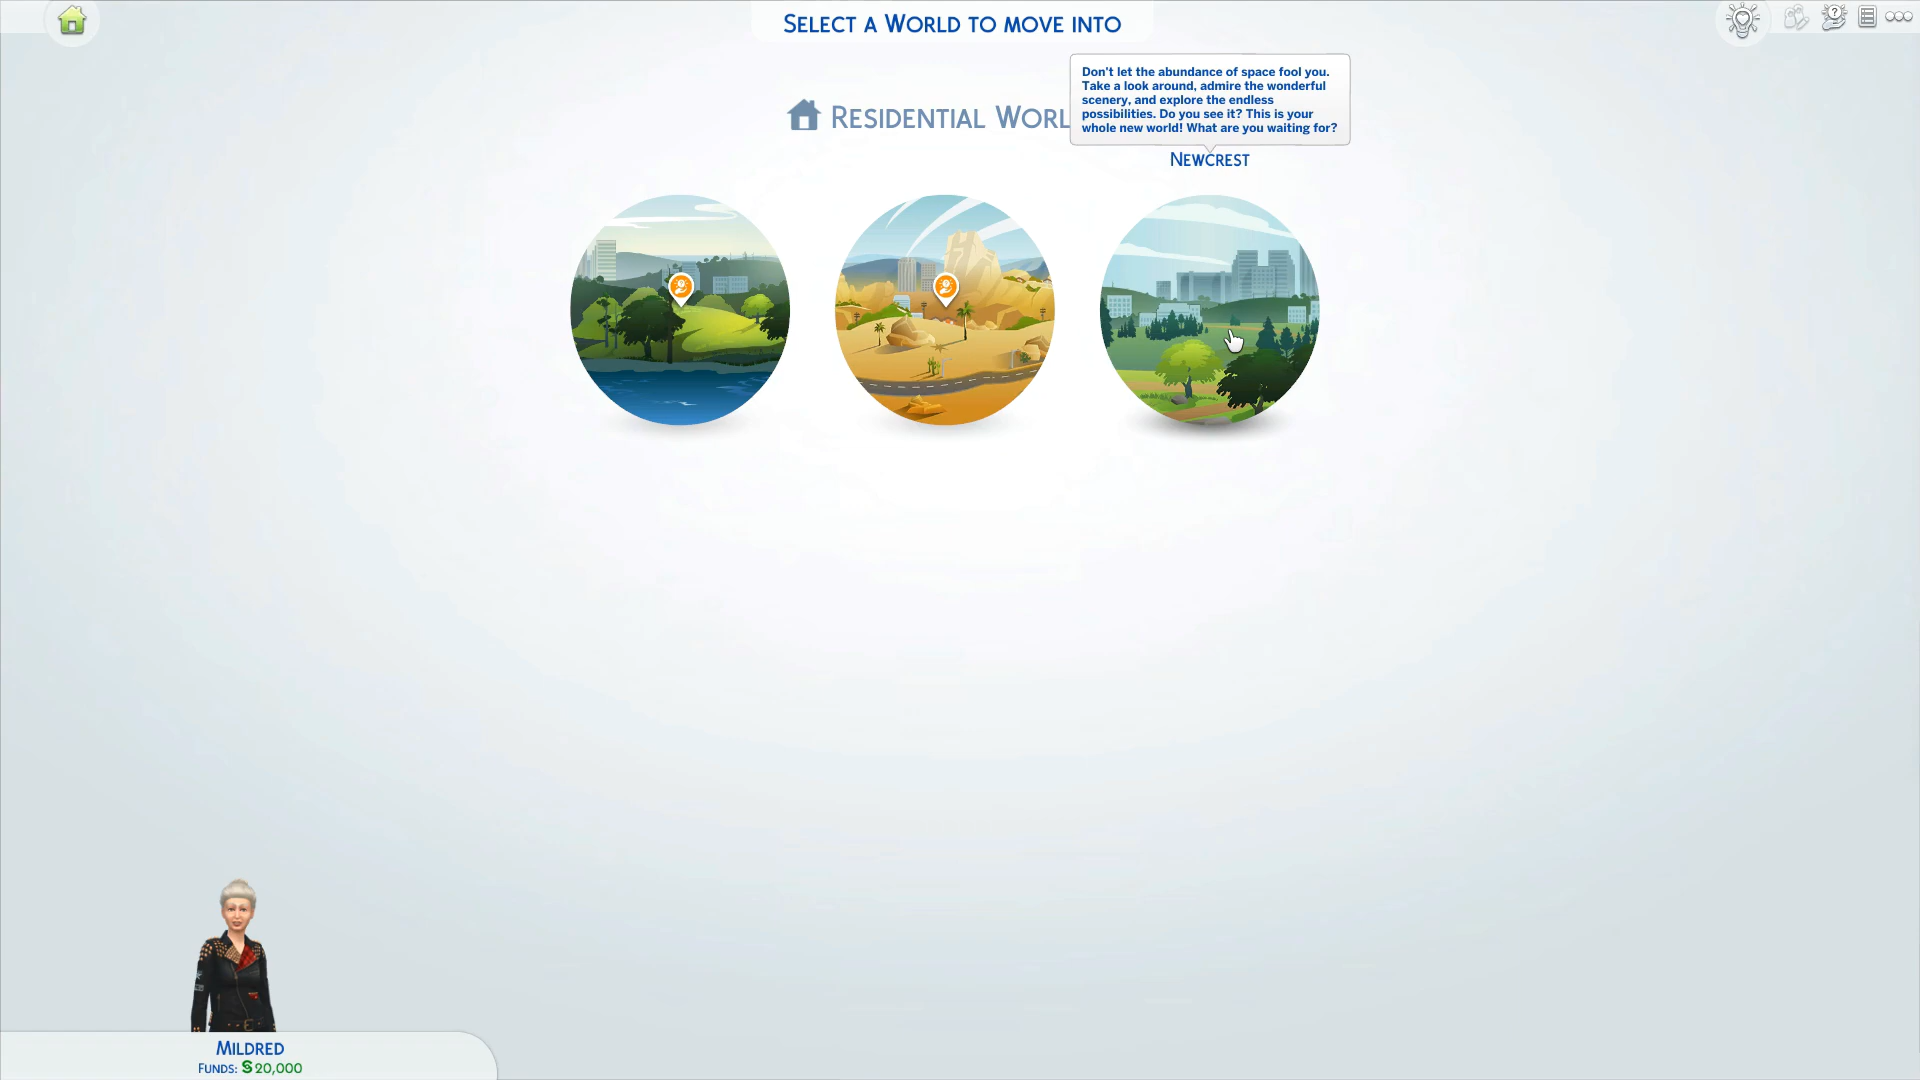 Select a World to move into
Residential Worl
Don't let the abundance of space fool you.
Take a look around, admire the wonderful
scenery, and explore the endless
possibilities. Do you see it? This is your
whole new world! What are you waiting for?
Newcrest
Mildred
Funds: §20,000